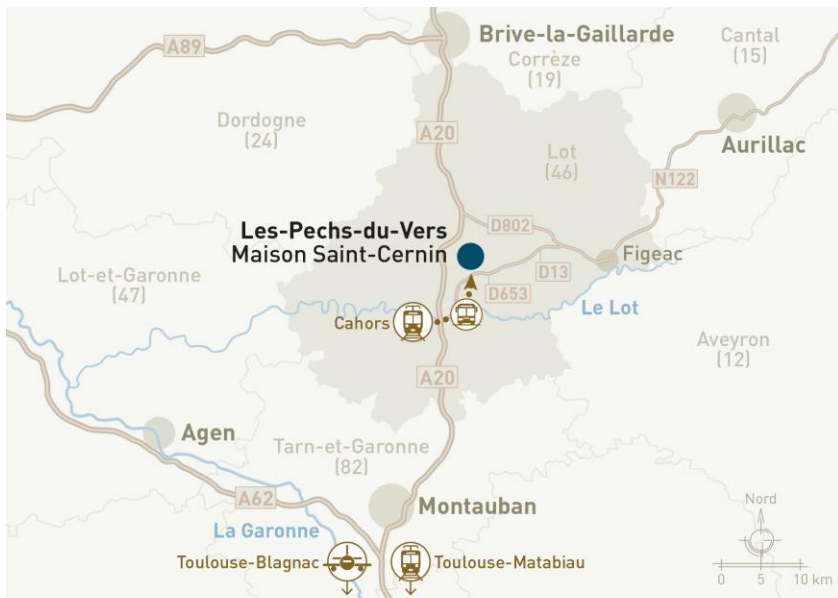 A89
Brive-la-Gaillarde
Corrèze
(19)
Cantal
(15)
Dordogne
(24)
A20
Lot
(46)
Aurillac
N122
Les-Pechs-du-Vers
Maison Saint-Cernin
D802
D13
Figeac
Lot-et-Garonne
(47)
D653
Le Lot
Cahors
Aveyron
(12)
A20
Agen
Tarn-et-Garonne
(82)
A62
Montauban
La Garonne
Nord
Toulouse-Blagnac
Toulouse-Matabiau
0 5 10 km